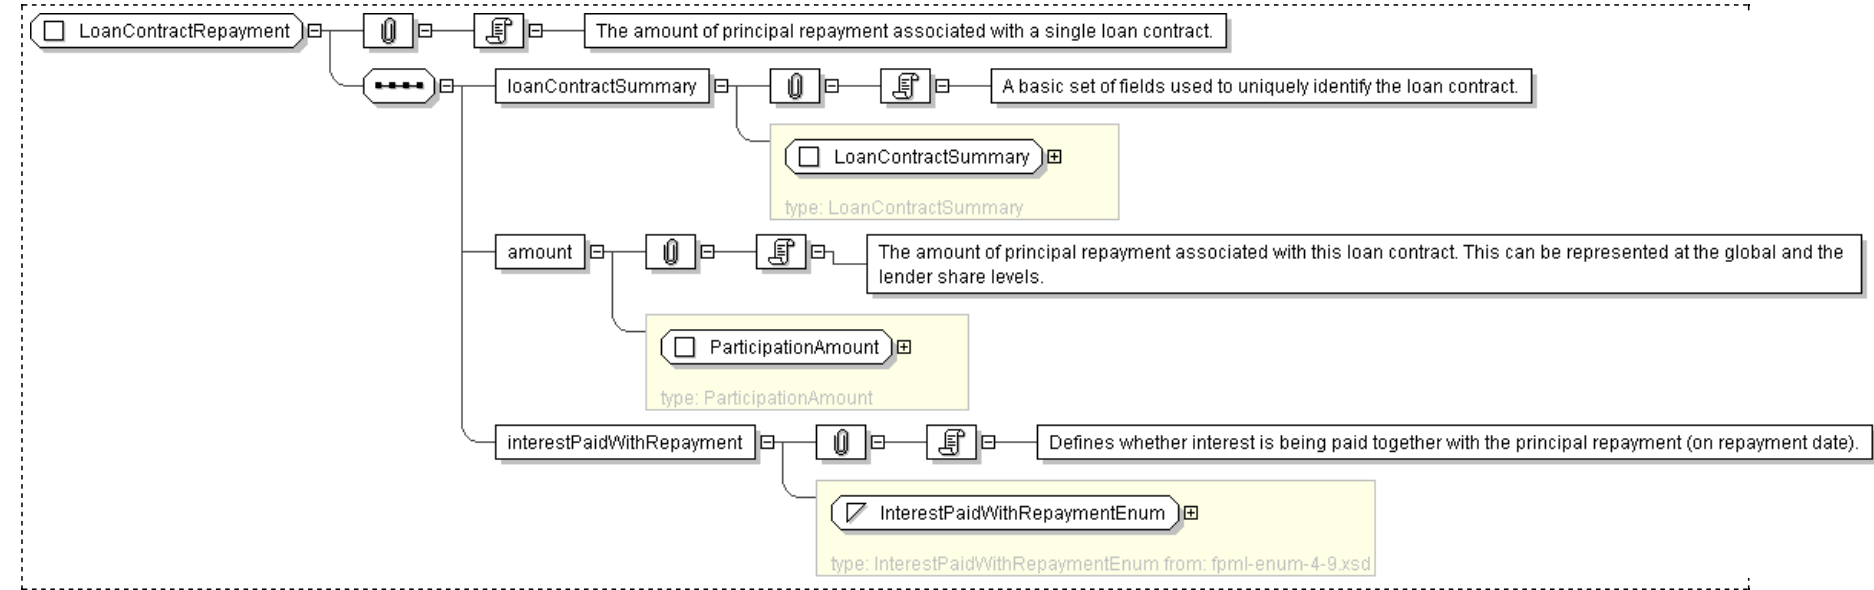 LoanContractRepayment
The amount of principal repayment associated with a single loan contract.
loanContractSummary
A basic set of fields used to uniquely identify the loan contract.
LoanContractSummary
type: LoanContractSummary
amount
The amount of principal repayment associated with this loan contract. This can be represented at the global and the
lender share levels.
ParticipationAmount
type: ParticipationAmount
interestPaidWithRepayment
Defines whether interest is being paid together with the principal repayment (on repayment date).
InterestPaidWithRepaymentEnum
type: InterestPaidWithRepaymentEnum from: fpml-enum-4-9.xsd